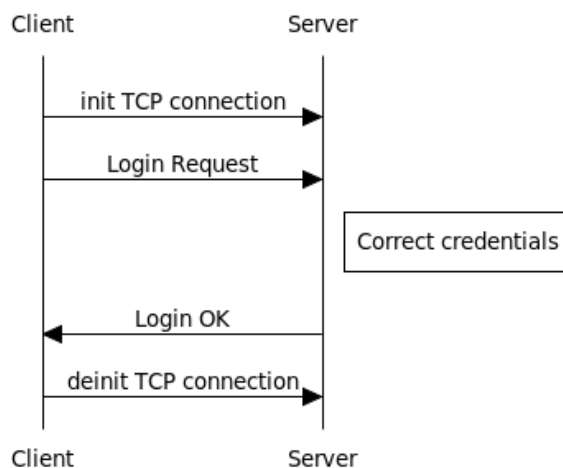 Client Server
init TCP connection
Login Request
Correct credentials
Login OK
deinit TCP connection
Client Server